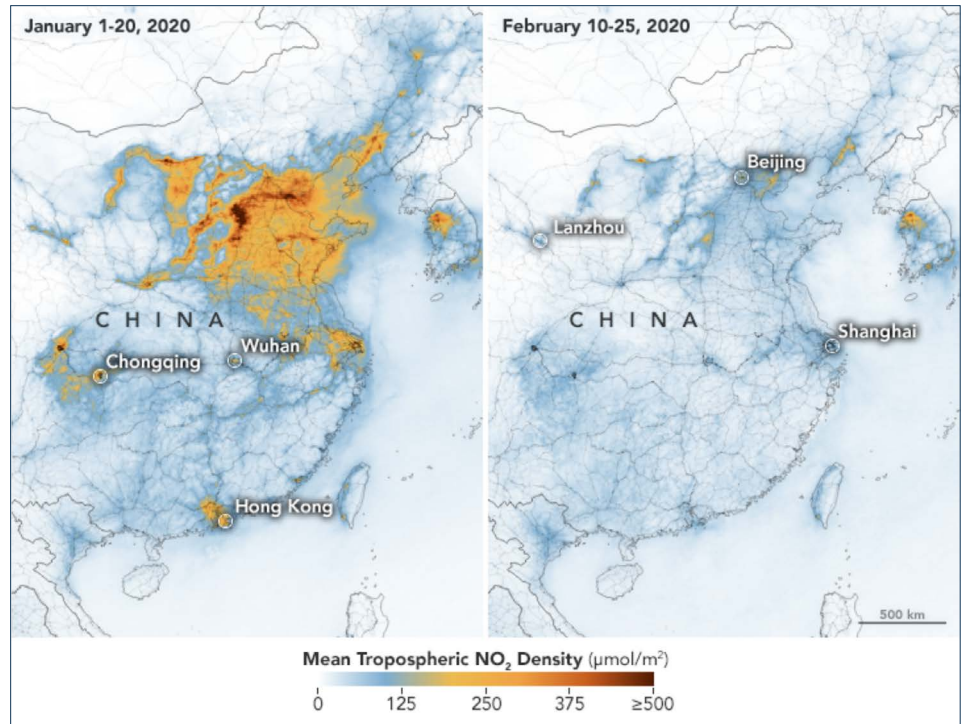 January 1-20, 2020
CHINA
Wuhan
Chongqing
Hong Kong
February 10-25, 2020
Beijing
Lanzhou
CHINA
Shanghai
500 km
Mean Tropospheric NO₂ Density (μmol/m²)
0 125 250 375 ≥500